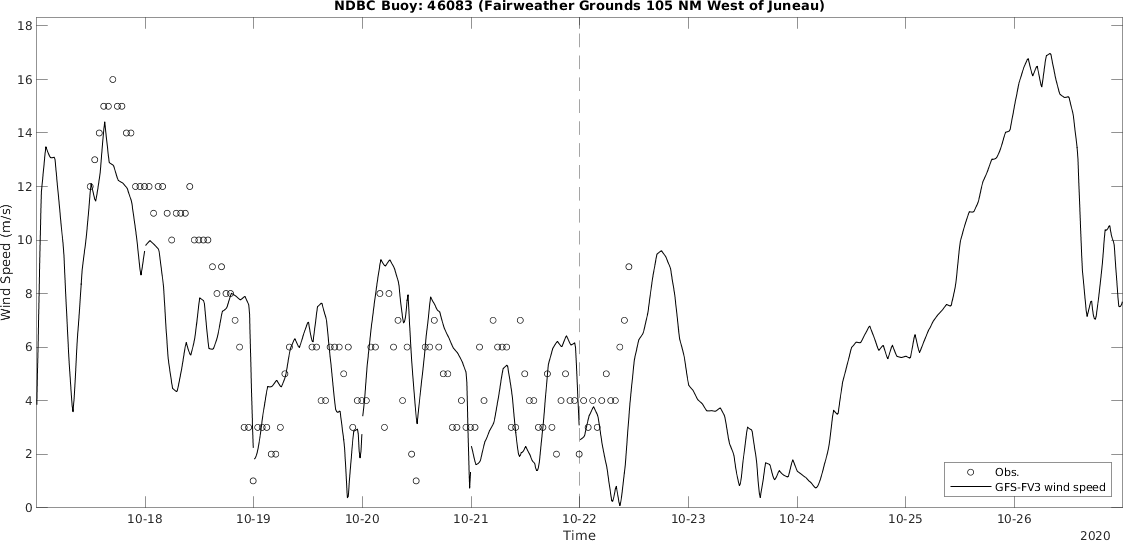 NDBC Buoy: 46083 (Fairweather Grounds 105 NM West of Juneau)
18
16
14
12
10
8
6
4
2
0
Wind Speed (m/s)
Obs.
GFS-FV3 wind speed
10-18 10-19 10-20 10-21 10-22 10-23 10-24 10-25 10-26
Time
2020